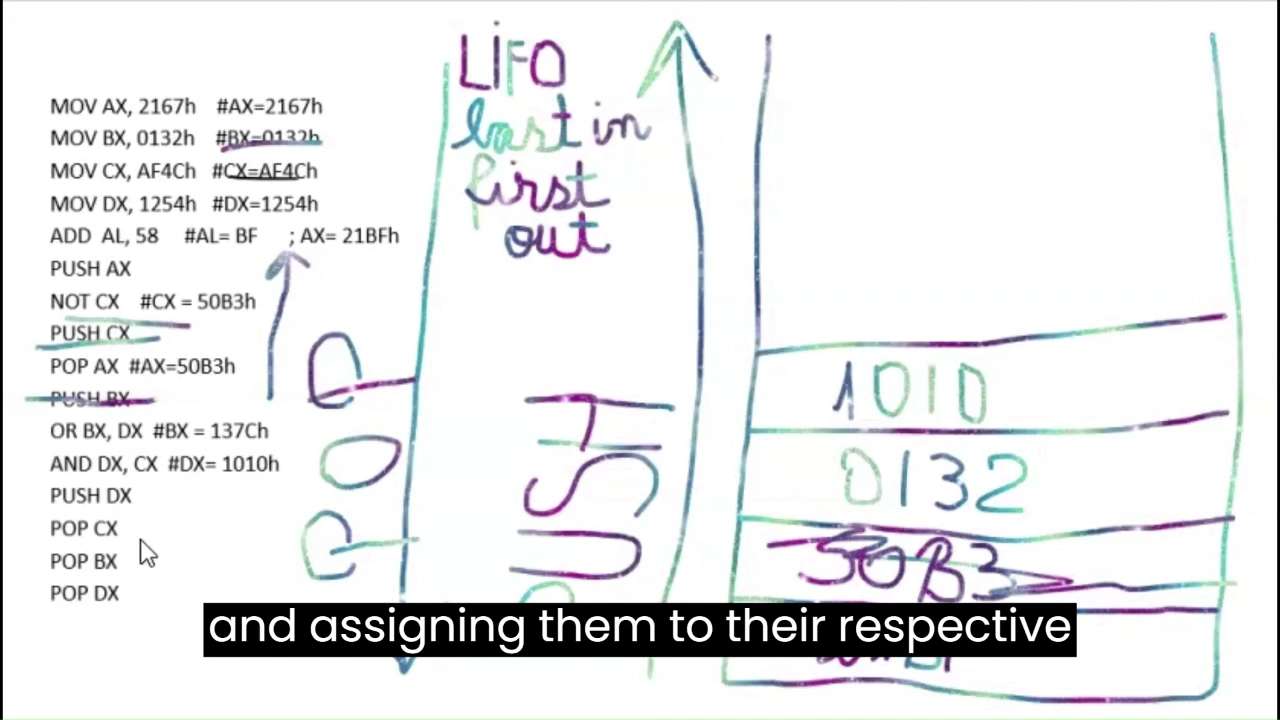 MOV AX, 2167h #AX=2167h
MOV BX, 0132h #BX=0132h
MOV CX, AF4Ch #CX=AF4Ch
MOV DX, 1254h #DX=1254h
ADD AL, 58 #AL= BF ; AX= 21BFh
PUSH AX
NOT CX #CX = 50B3h
PUSH CX
POP AX #AX=50B3h
PUSH BX
OR BX, DX #BX = 137Ch
AND DX, CX #DX= 1010h
PUSH DX
POP CX
POP BX
POP DX
POP
LIFO
last in
first
out
PUSH
1010
0132
50B3
and assigning them to their respective